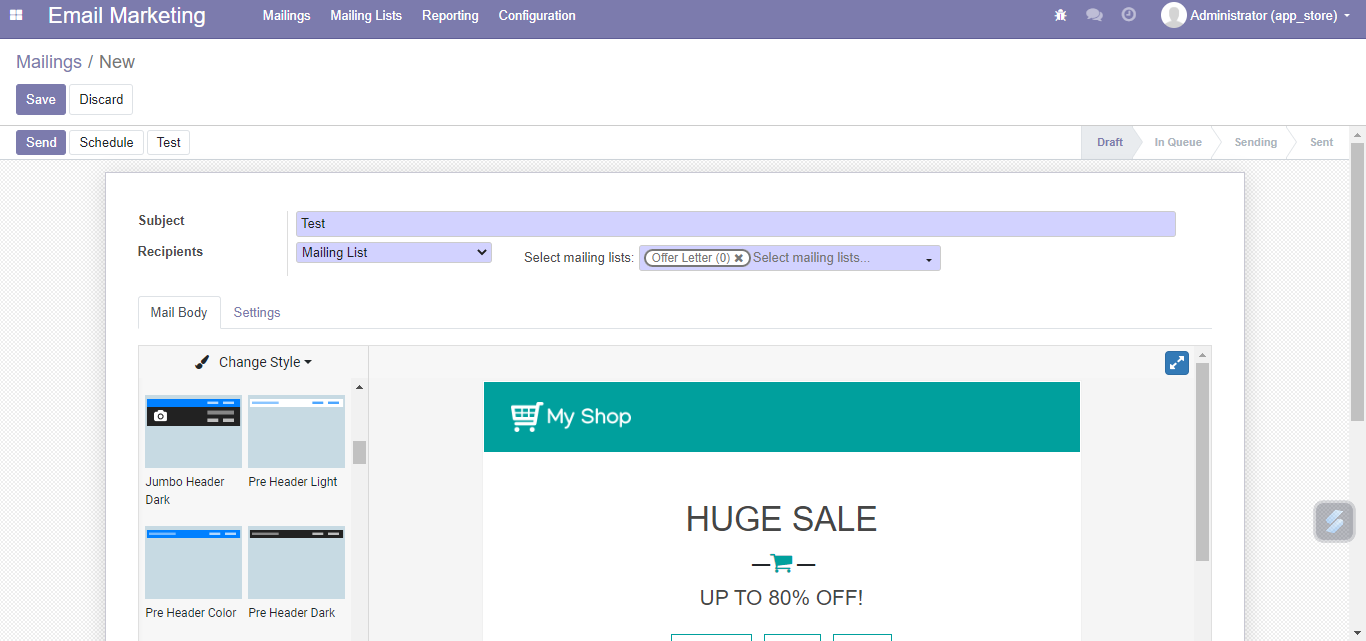 Email Marketing Mailings Mailing Lists Reporting Configuration Administrator (app_store)
Mailings / New
Save Discard
Send Schedule Test Draft In Queue Sending Sent
Subject Test
Recipients Mailing List Select mailing lists: Offer Letter (0) Select mailing lists...
Mail Body Settings
Change Style
My Shop
Jumbo Header
Dark
Pre Header Light
HUGE SALE
UP TO 80% OFF!
Pre Header Color Pre Header Dark